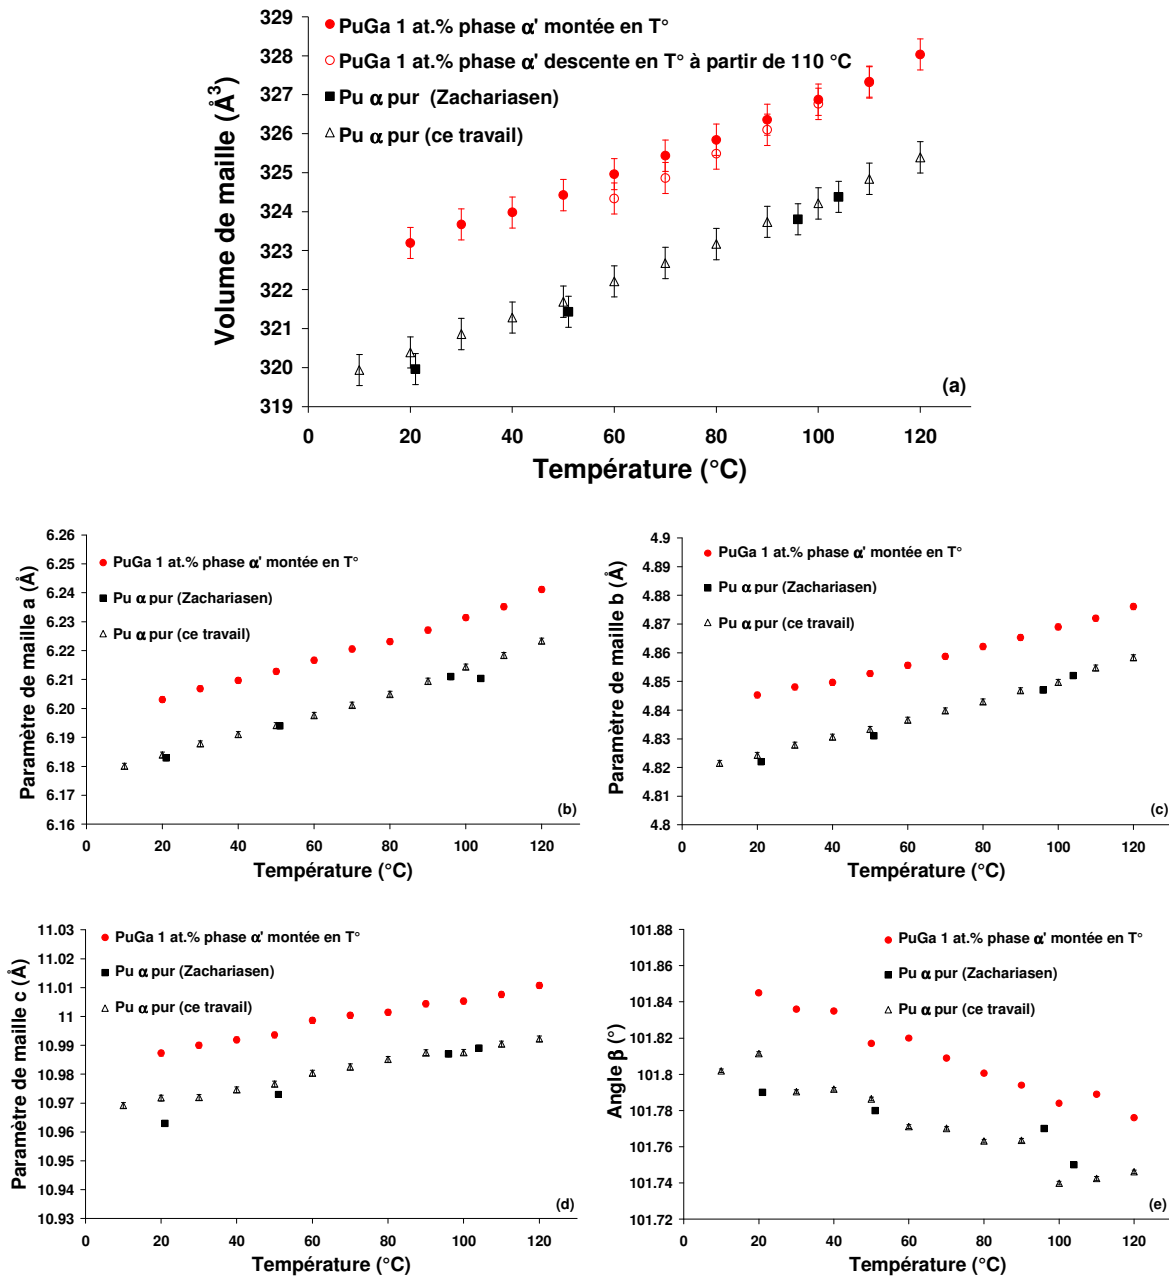 329
328
327
326
325
324
323
322
321
320
319
Volume de maille (Å³)
PuGa 1 at.% phase α' montée en T°
PuGa 1 at.% phase α' descente en T° à partir de 110 °C
Pu α pur (Zachariasen)
Pu α pur (ce travail)
(a)
0 20 40 60 80 100 120
Température (°C)
6.26
6.25
6.24
6.23
6.22
6.21
6.20
6.19
6.18
6.17
6.16
Paramètre de maille a (Å)
PuGa 1 at.% phase α' montée en T°
Pu α pur (Zachariasen)
Pu α pur (ce travail)
(b)
0 20 40 60 80 100 120
Température (°C)
4.9
4.89
4.88
4.87
4.86
4.85
4.84
4.83
4.82
4.81
4.8
Paramètre de maille b (Å)
PuGa 1 at.% phase α' montée en T°
Pu α pur (Zachariasen)
Pu α pur (ce travail)
(c)
0 20 40 60 80 100 120
Température (°C)
11.03
11.02
11.01
11
10.99
10.98
10.97
10.96
10.95
10.94
10.93
Paramètre de maille c (Å)
PuGa 1 at.% phase α' montée en T°
Pu α pur (Zachariasen)
Pu α pur (ce travail)
(d)
0 20 40 60 80 100 120
Température (°C)
101.88
101.86
101.84
101.82
101.8
101.78
101.76
101.74
101.72
Angle β (°)
PuGa 1 at.% phase α' montée en T°
Pu α pur (Zachariasen)
Pu α pur (ce travail)
(e)
0 20 40 60 80 100 120
Température (°C)